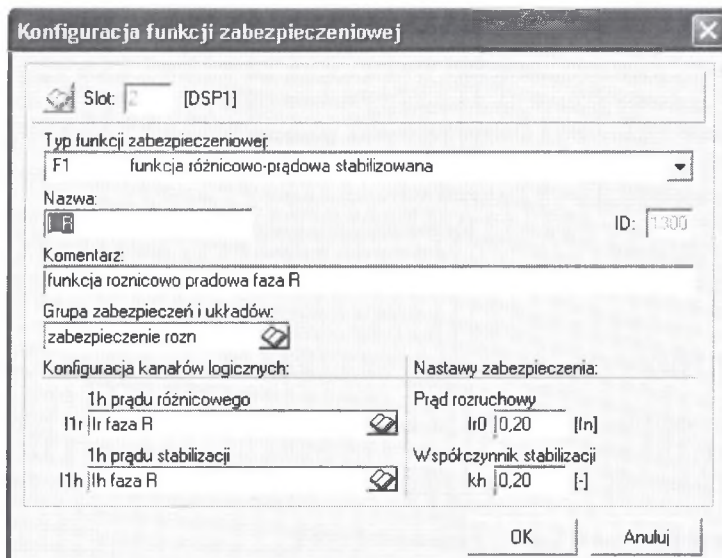 Konfiguracja funkcji zabezpieczeniowej
Slot: 2 [DSP1]
Typ funkcji zabezpieczeniowej:
F1 funkcja różnicowo-prądowa stabilizowana
Nazwa:
R
ID: 1300
Komentarz:
funkcja roznicowo pradowa faza R
Grupa zabezpieczeń i układów:
zabezpieczenie rozn
Konfiguracja kanałów logicznych: Nastawy zabezpieczenia:
1h prądu różnicowego Prąd rozruchowy
I1r Ir faza R Ir0 0,20 [In]
1h prądu stabilizacji Współczynnik stabilizacji
I1h Ih faza R kh 0,20 [-]
OK Anuluj